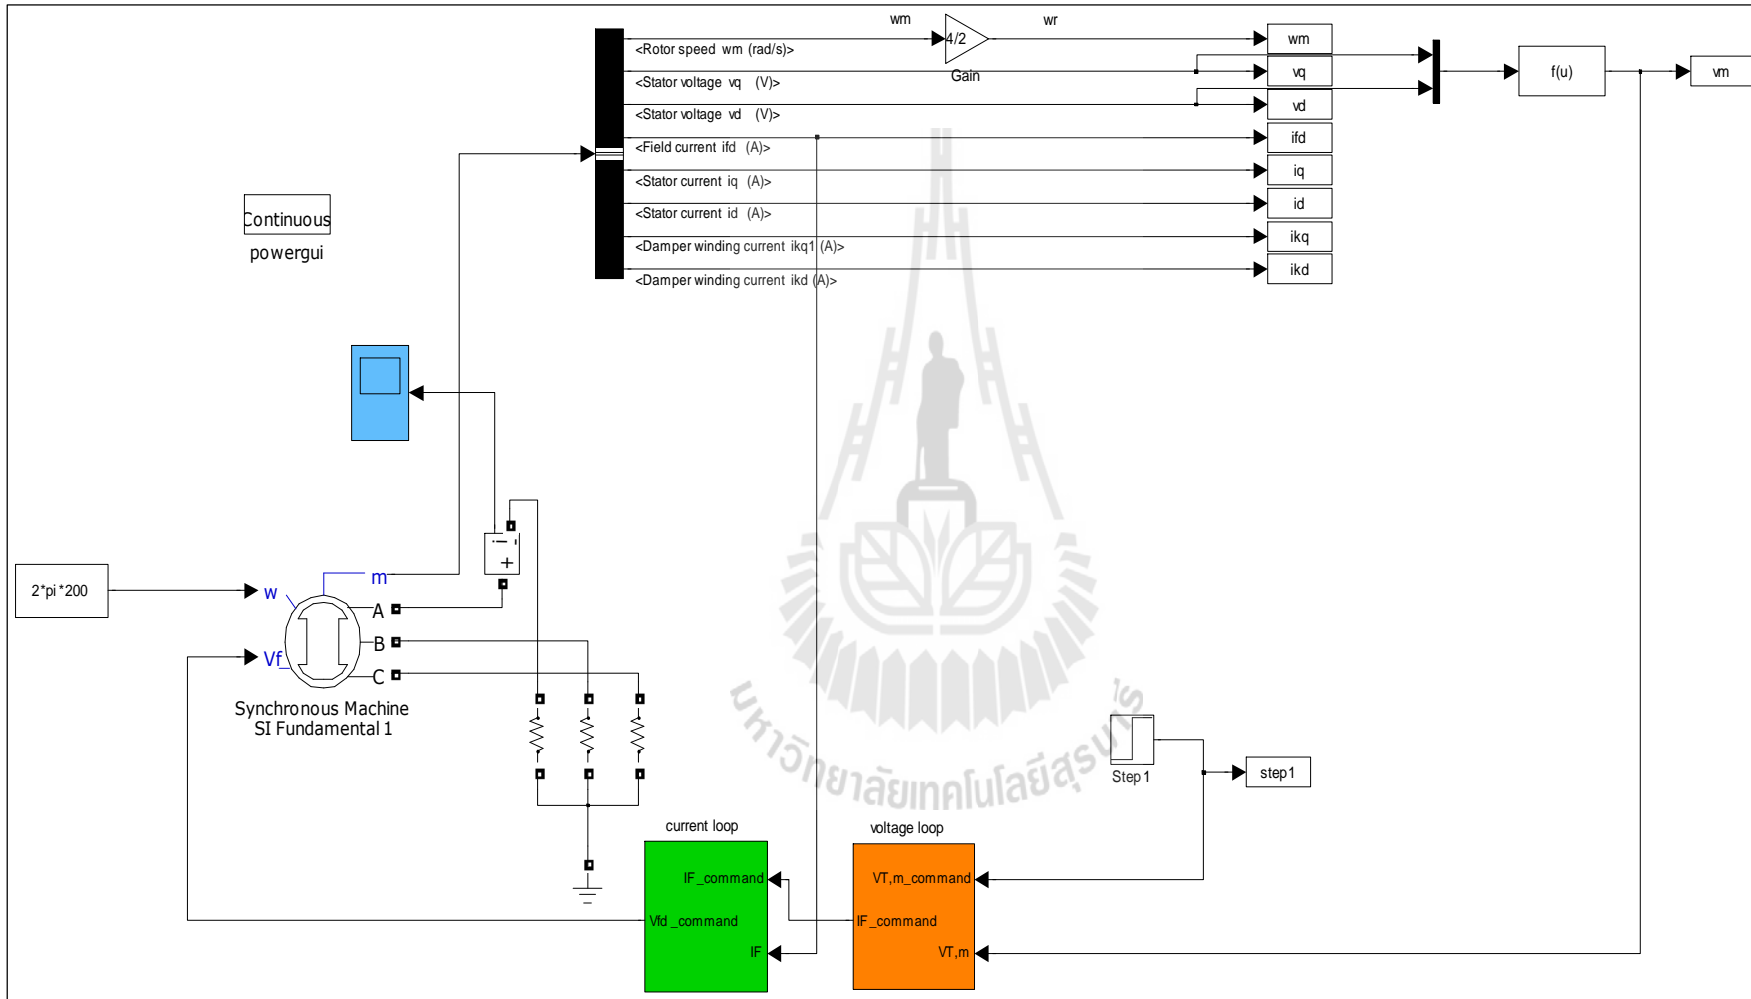 wm
wr
4/2
Gain
<Rotor speed wm (rad/s)>
<Stator voltage vq (V)>
<Stator voltage vd (V)>
<Field current ifd (A)>
<Stator current iq (A)>
<Stator current id (A)>
<Damper winding current ikq1 (A)>
<Damper winding current ikd (A)>
wm
vq
vd
ifd
iq
id
ikq
ikd
f(u)
vm
Continuous
powergui
i
-
+
2*pi*200
w
Vf_
m
A
B
C
Synchronous Machine
SI Fundamental 1
มหาวิทยาลัยเทคโนโลยีสุรนารี
Step1
step1
current loop
IF_command
Vfd_command
IF
voltage loop
VT,m_command
IF_command
VT,m